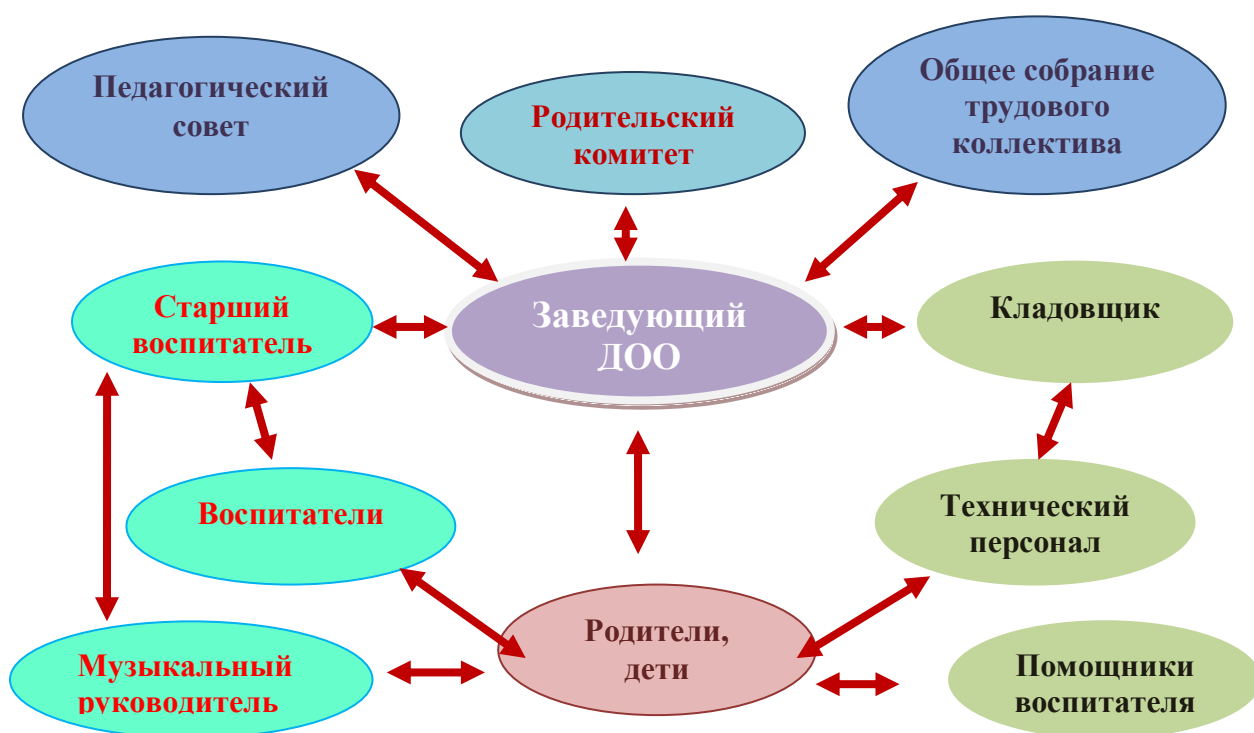 Педагогический
совет
Родительский
комитет
Общее собрание
трудового
коллектива
Старший
воспитатель
Заведующий
ДОО
Кладовщик
Воспитатели
Технический
персонал
Родители,
дети
Музыкальный
руководитель
Помощники
воспитателя